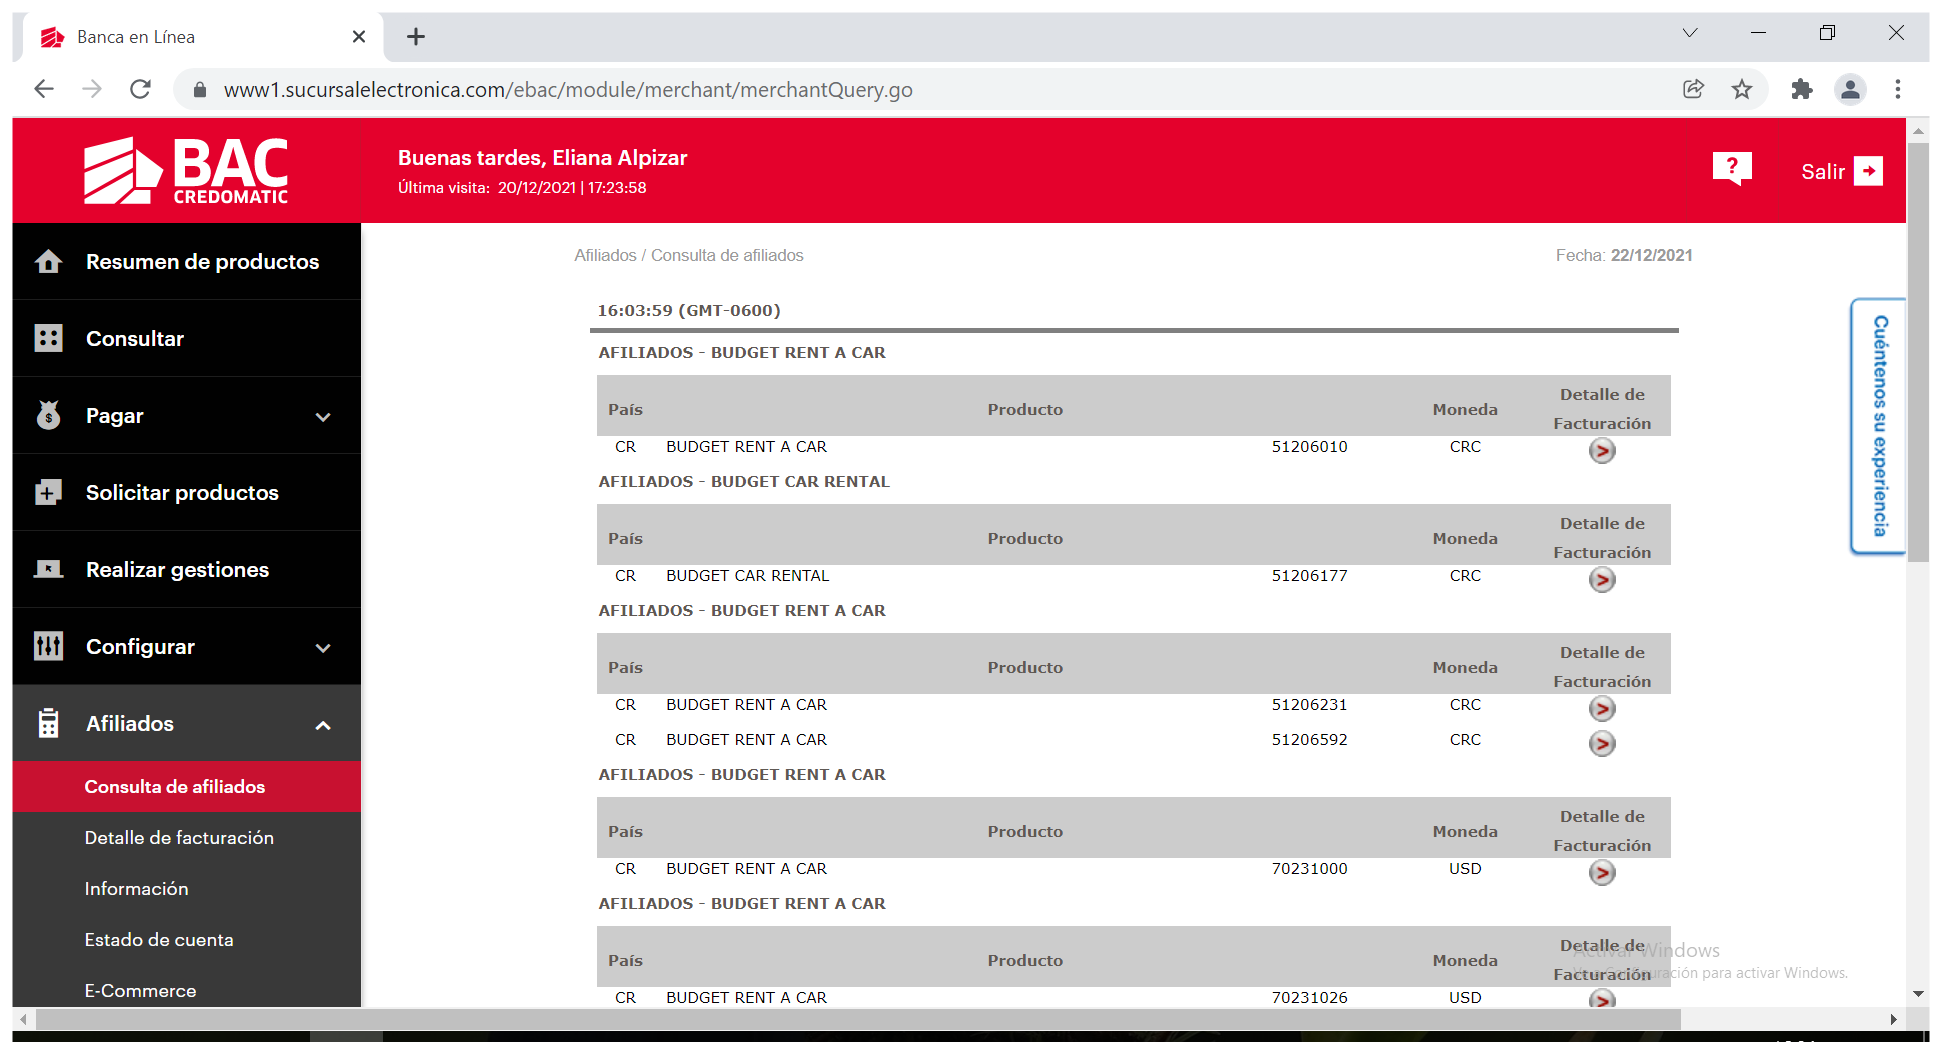 Banca en Línea
www1.sucursalelectronica.com/ebac/module/merchant/merchantQuery.go
BAC
CREDOMATIC
Buenas tardes, Eliana Alpizar
Última visita: 20/12/2021 | 17:23:58
?
Salir
Resumen de productos
Consultar
Pagar
Solicitar productos
Realizar gestiones
Configurar
Afiliados
Consulta de afiliados
Detalle de facturación
Información
Estado de cuenta
E-Commerce
Afiliados / Consulta de afiliados
Fecha: 22/12/2021
16:03:59 (GMT-0600)
AFILIADOS - BUDGET RENT A CAR
País Producto Moneda Detalle de Facturación
CR BUDGET RENT A CAR 51206010 CRC
AFILIADOS - BUDGET CAR RENTAL
País Producto Moneda Detalle de Facturación
CR BUDGET CAR RENTAL 51206177 CRC
AFILIADOS - BUDGET RENT A CAR
País Producto Moneda Detalle de Facturación
CR BUDGET RENT A CAR 51206231 CRC
CR BUDGET RENT A CAR 51206592 CRC
AFILIADOS - BUDGET RENT A CAR
País Producto Moneda Detalle de Facturación
CR BUDGET RENT A CAR 70231000 USD
AFILIADOS - BUDGET RENT A CAR
País Producto Moneda Detalle de Facturación
CR BUDGET RENT A CAR 70231026 USD
Cuéntenos su experiencia
Activar Windows
Ve a Configuración para activar Windows.